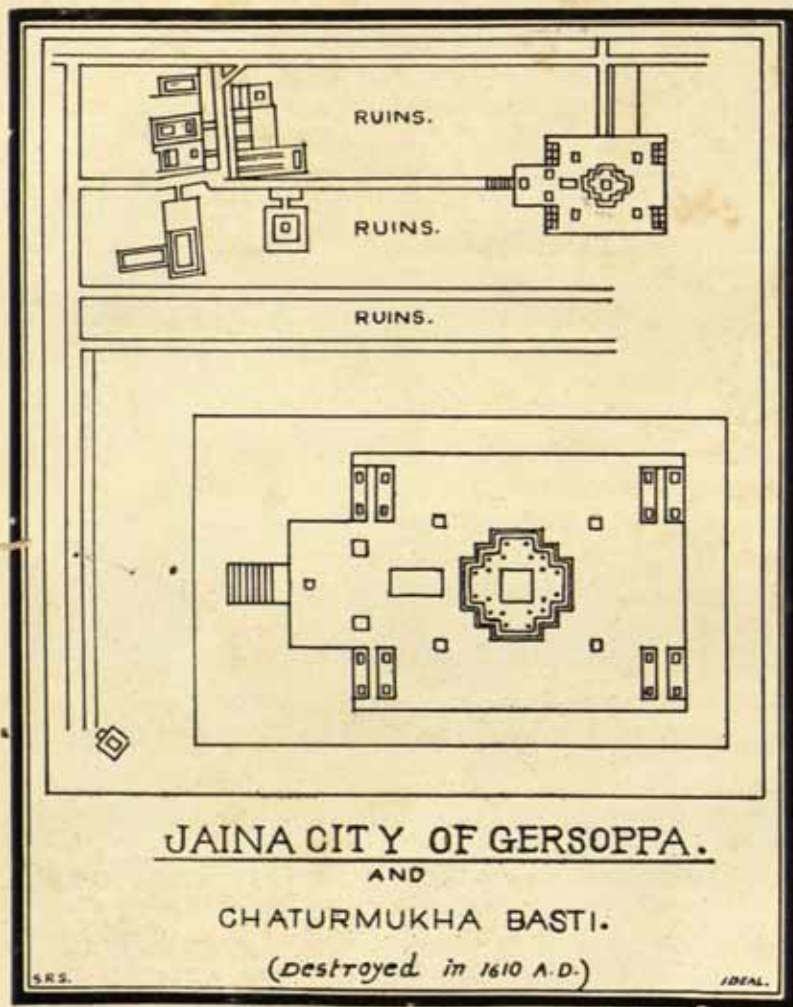 RUINS.
RUINS.
RUINS.
JAINA CITY OF GERSOPPA.
AND
CHATURMUKHA BASTI.
(Destroyed in 1610 A.D.)
S.R.S.
IDEAL.